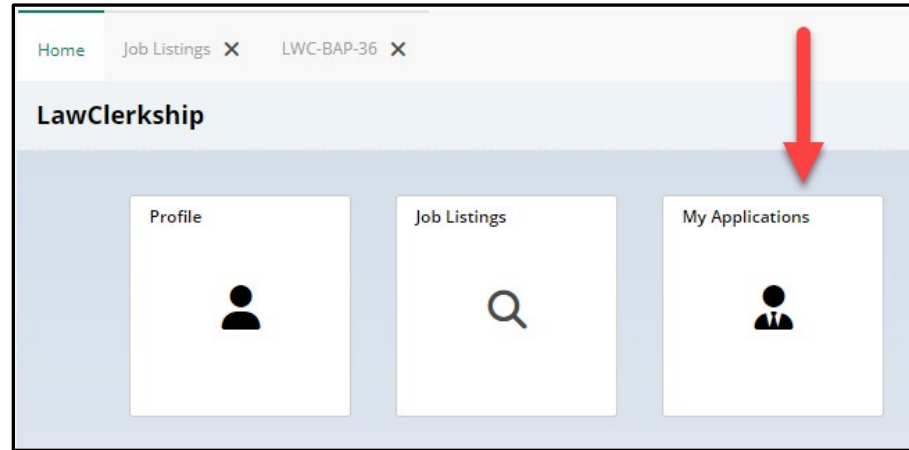 Home Job Listings LWC-BAP-36
LawClerkship
Profile Job Listings My Applications